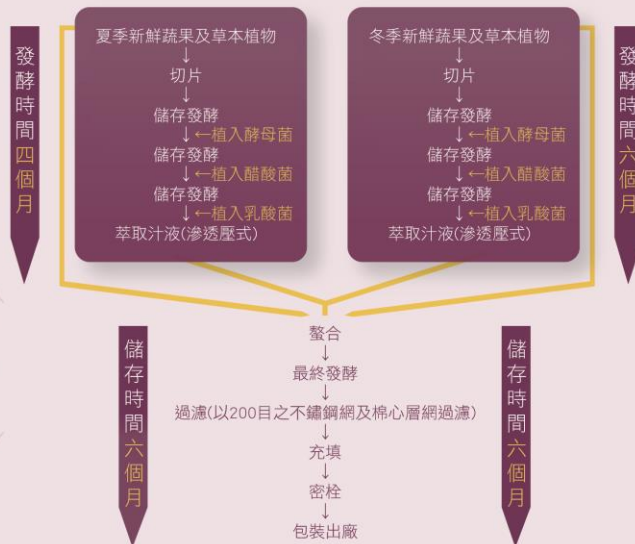 發酵時間四個月
夏季新鮮蔬果及草本植物
↓
切片
↓
儲存發酵
↓←植入酵母菌
儲存發酵
↓←植入醋酸菌
儲存發酵
↓←植入乳酸菌
萃取汁液(滲透壓式)
冬季新鮮蔬果及草本植物
↓
切片
↓
儲存發酵
↓←植入酵母菌
儲存發酵
↓←植入醋酸菌
儲存發酵
↓←植入乳酸菌
萃取汁液(滲透壓式)
發酵時間六個月
儲存時間六個月
螯合
↓
最終發酵
↓
過濾(以200目之不鏽鋼網及棉心層網過濾)
↓
充填
↓
密栓
↓
包裝出廠
儲存時間六個月